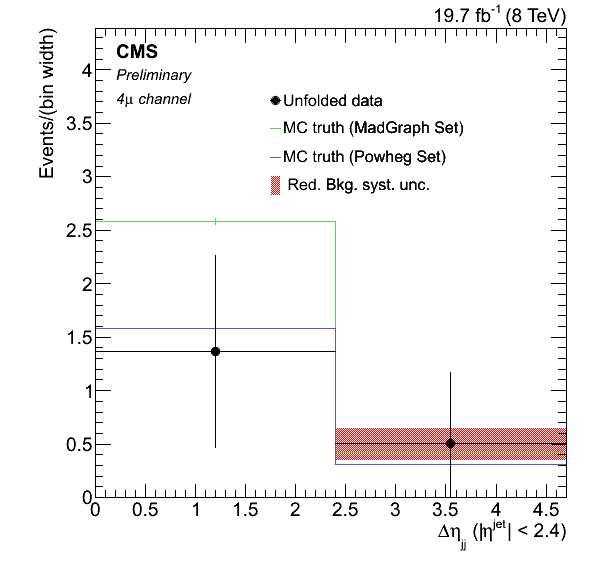 19.7 fb⁻¹ (8 TeV)
Events/(bin width)
CMS
Preliminary
4μ channel
Unfolded data
MC truth (MadGraph Set)
MC truth (Powheg Set)
Red. Bkg. syst. unc.
4
3.5
3
2.5
2
1.5
1
0.5
0
0 0.5 1 1.5 2 2.5 3 3.5 4 4.5
Δη_jj (|η^jet| < 2.4)